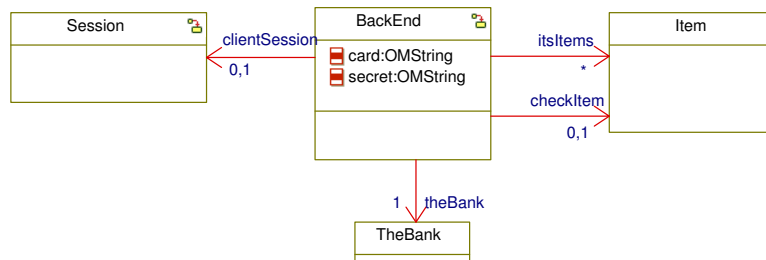 Session
clientSession
0,1
BackEnd
card:OMString
secret:OMString
itsItems
*
checkItem
0,1
Item
1
theBank
TheBank